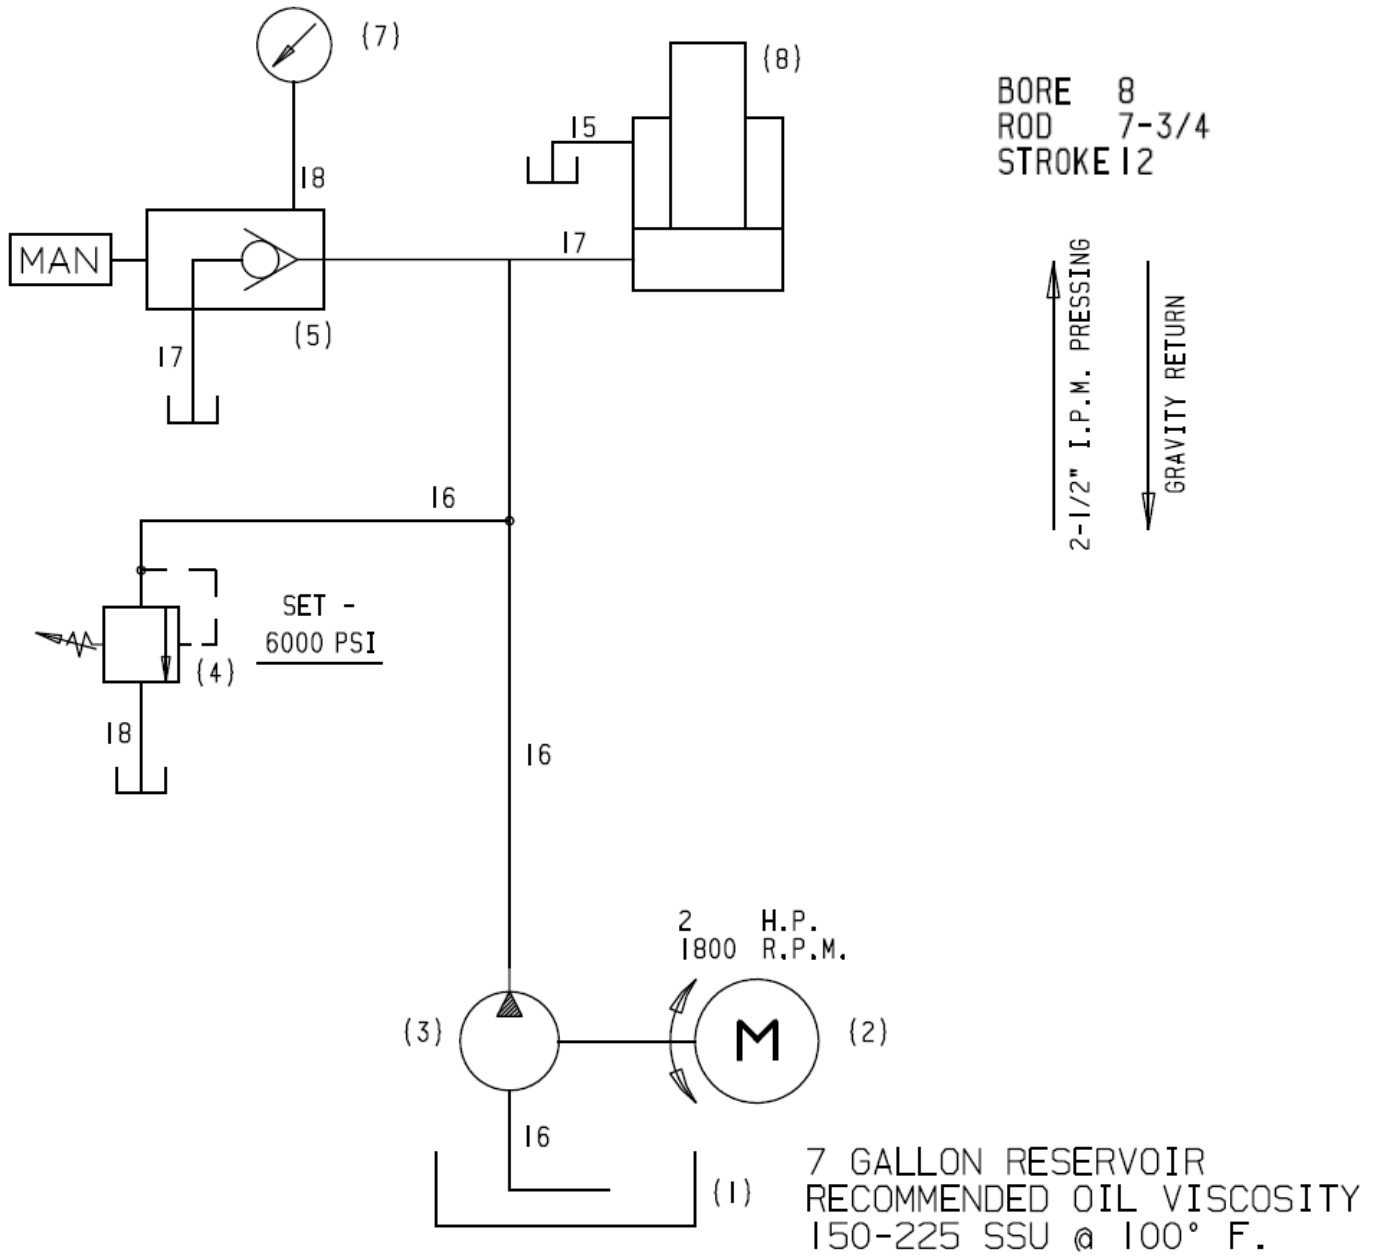 {7}
{8}
BORE 8
ROD 7-3/4
STROKE 12
15
18
MAN
17
{5}
17
2-1/2" I.P.M. PRESSING
GRAVITY RETURN
16
SET -
6000 PSI
{4}
18
16
2 H.P.
1800 R.P.M.
{3}
M
{2}
16
{1}
7 GALLON RESERVOIR
RECOMMENDED OIL VISCOSITY
150-225 SSU @ 100° F.